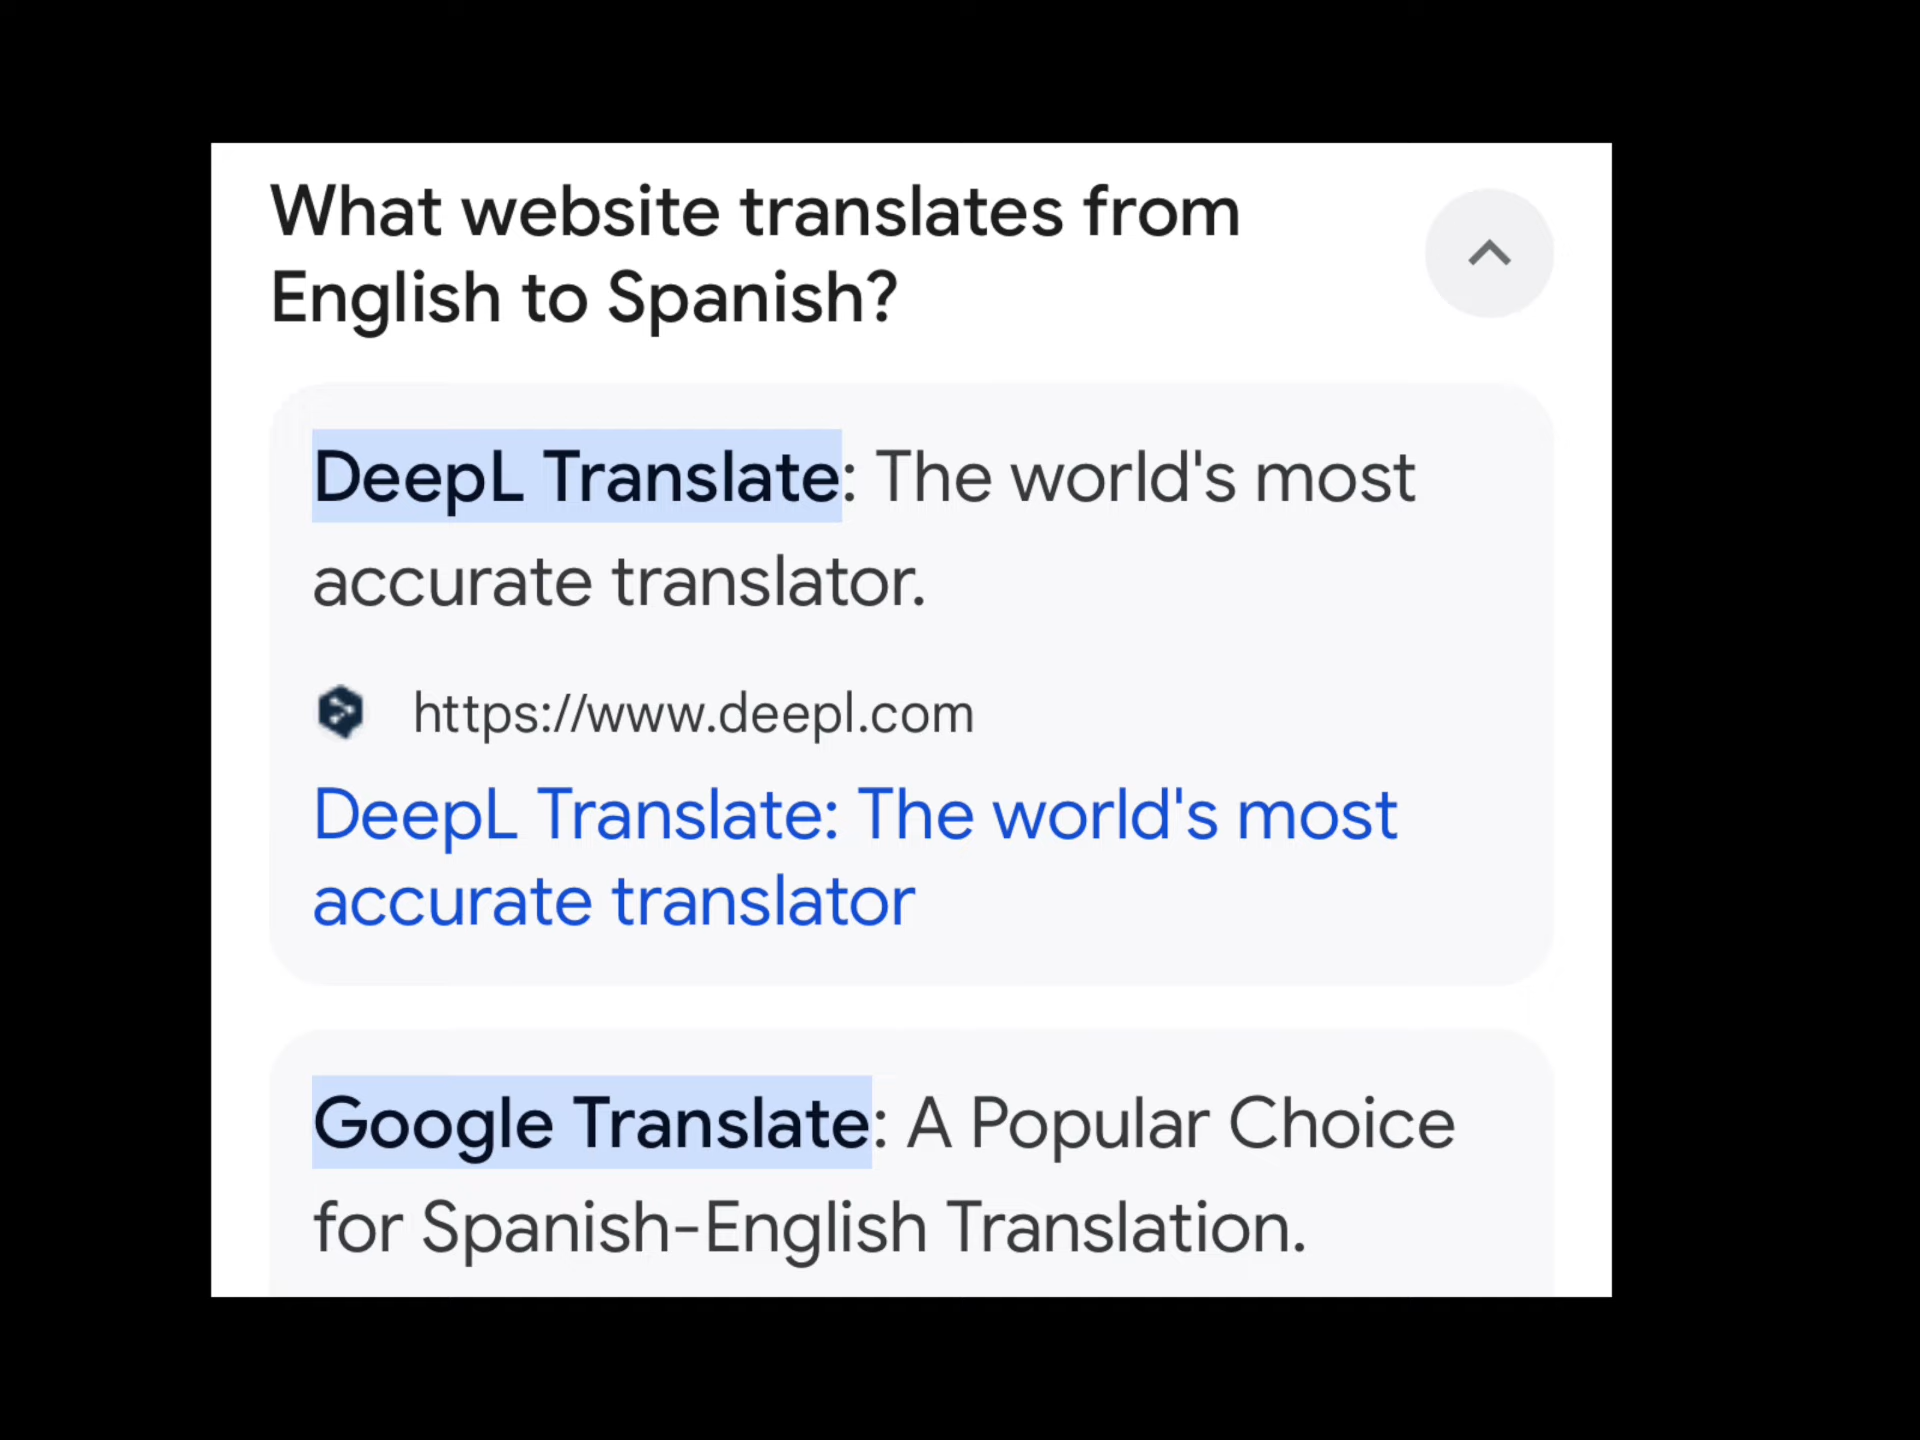 What website translates from
English to Spanish?
DeepL Translate: The world's most
accurate translator.
https://www.deepl.com
DeepL Translate: The world's most
accurate translator
Google Translate: A Popular Choice
for Spanish-English Translation.